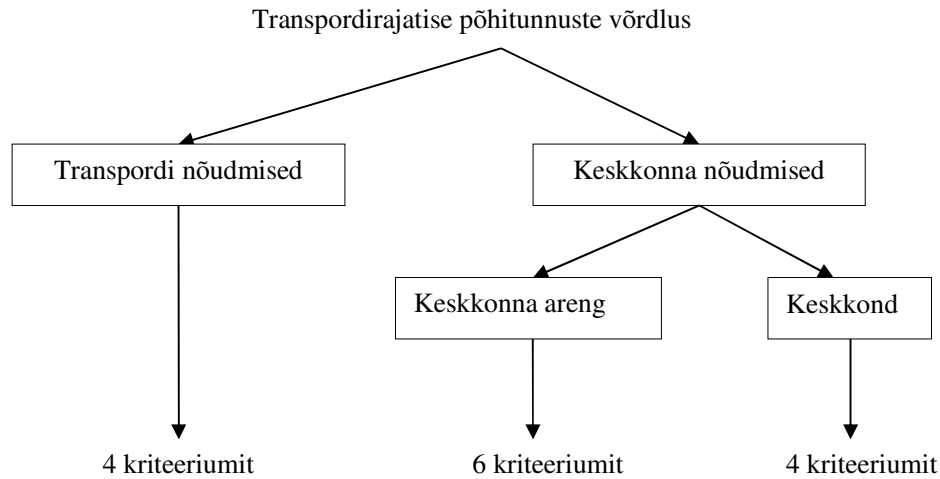 Transpordirajatise põhitunnuste võrdlus
Transpordi nõudmised
Keskkonna nõudmised
Keskkonna areng
Keskkond
4 kriteeriumit
6 kriteeriumit
4 kriteeriumit